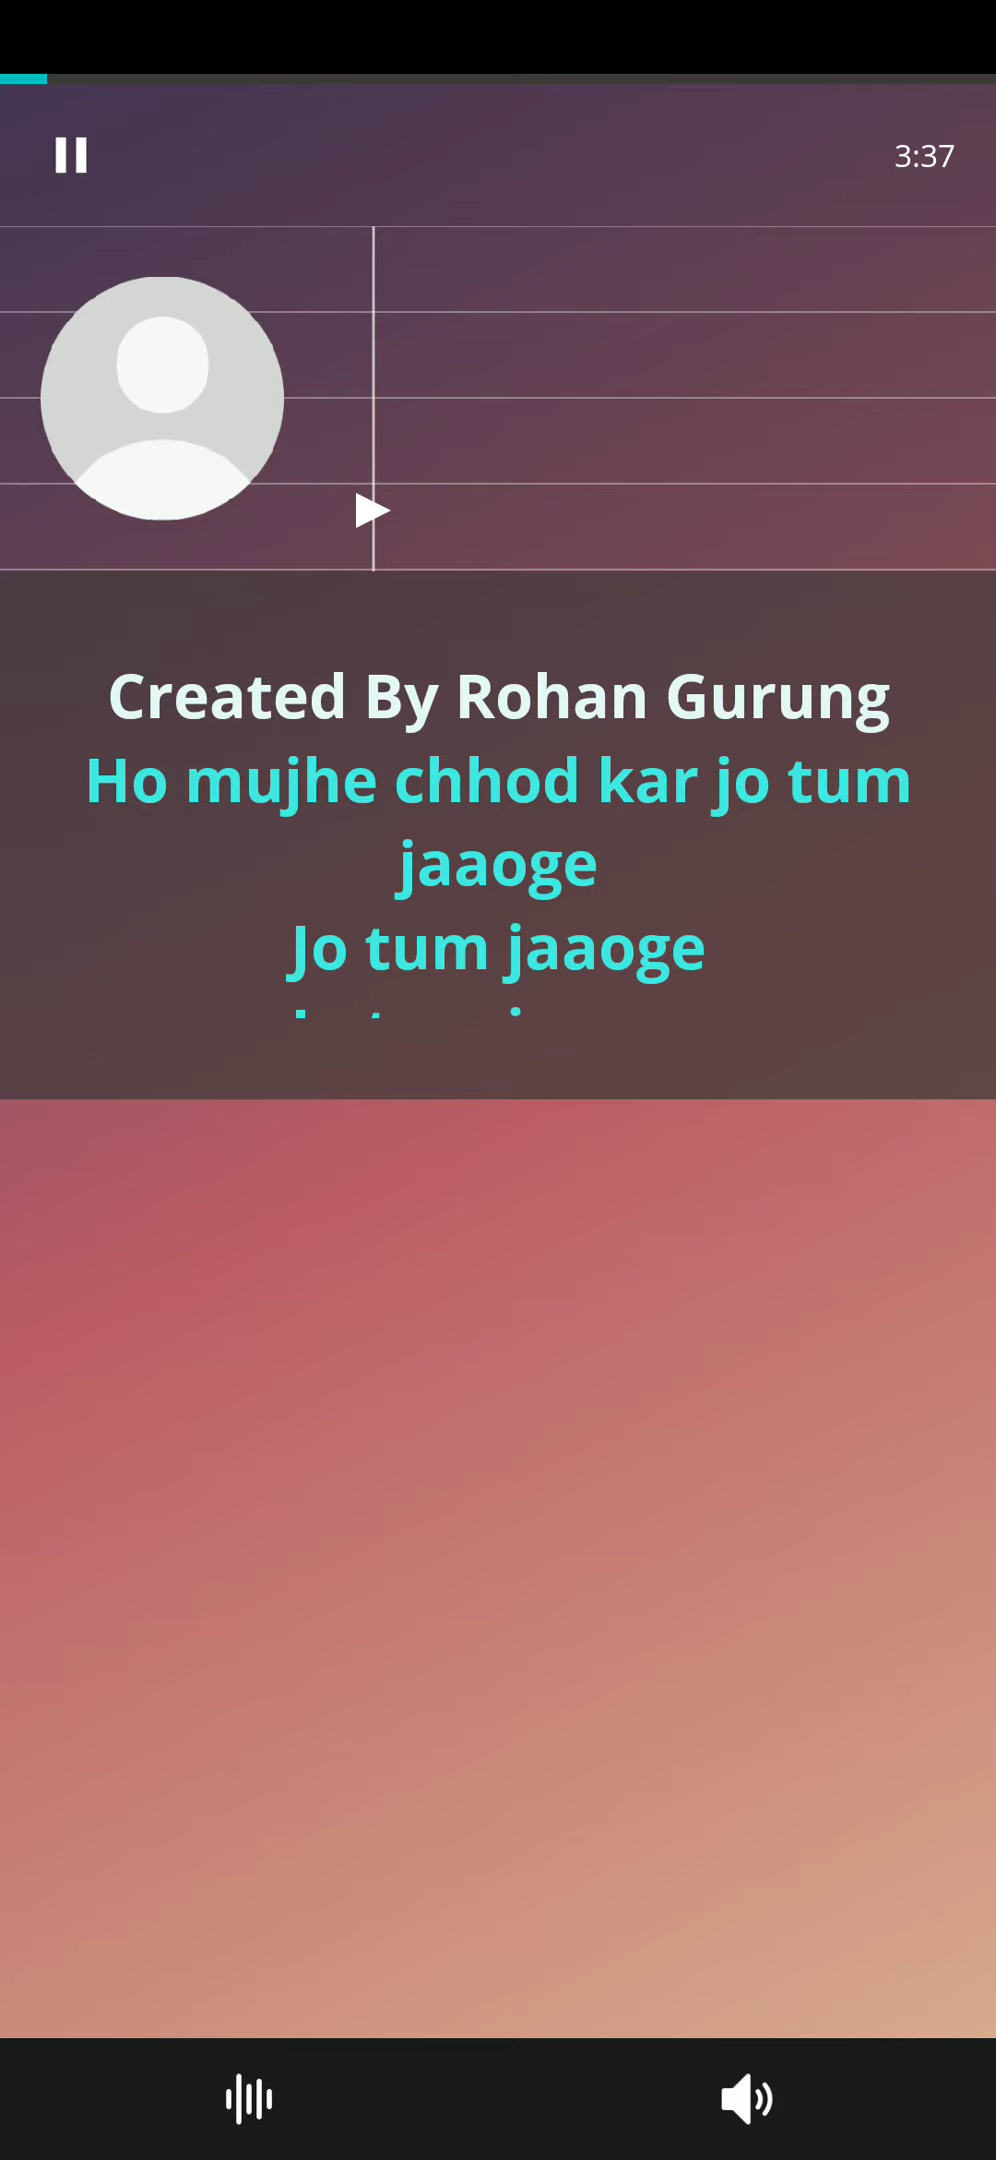 3:37
Created By Rohan Gurung
Ho mujhe chhod kar jo tum
jaaoge
Jo tum jaaoge